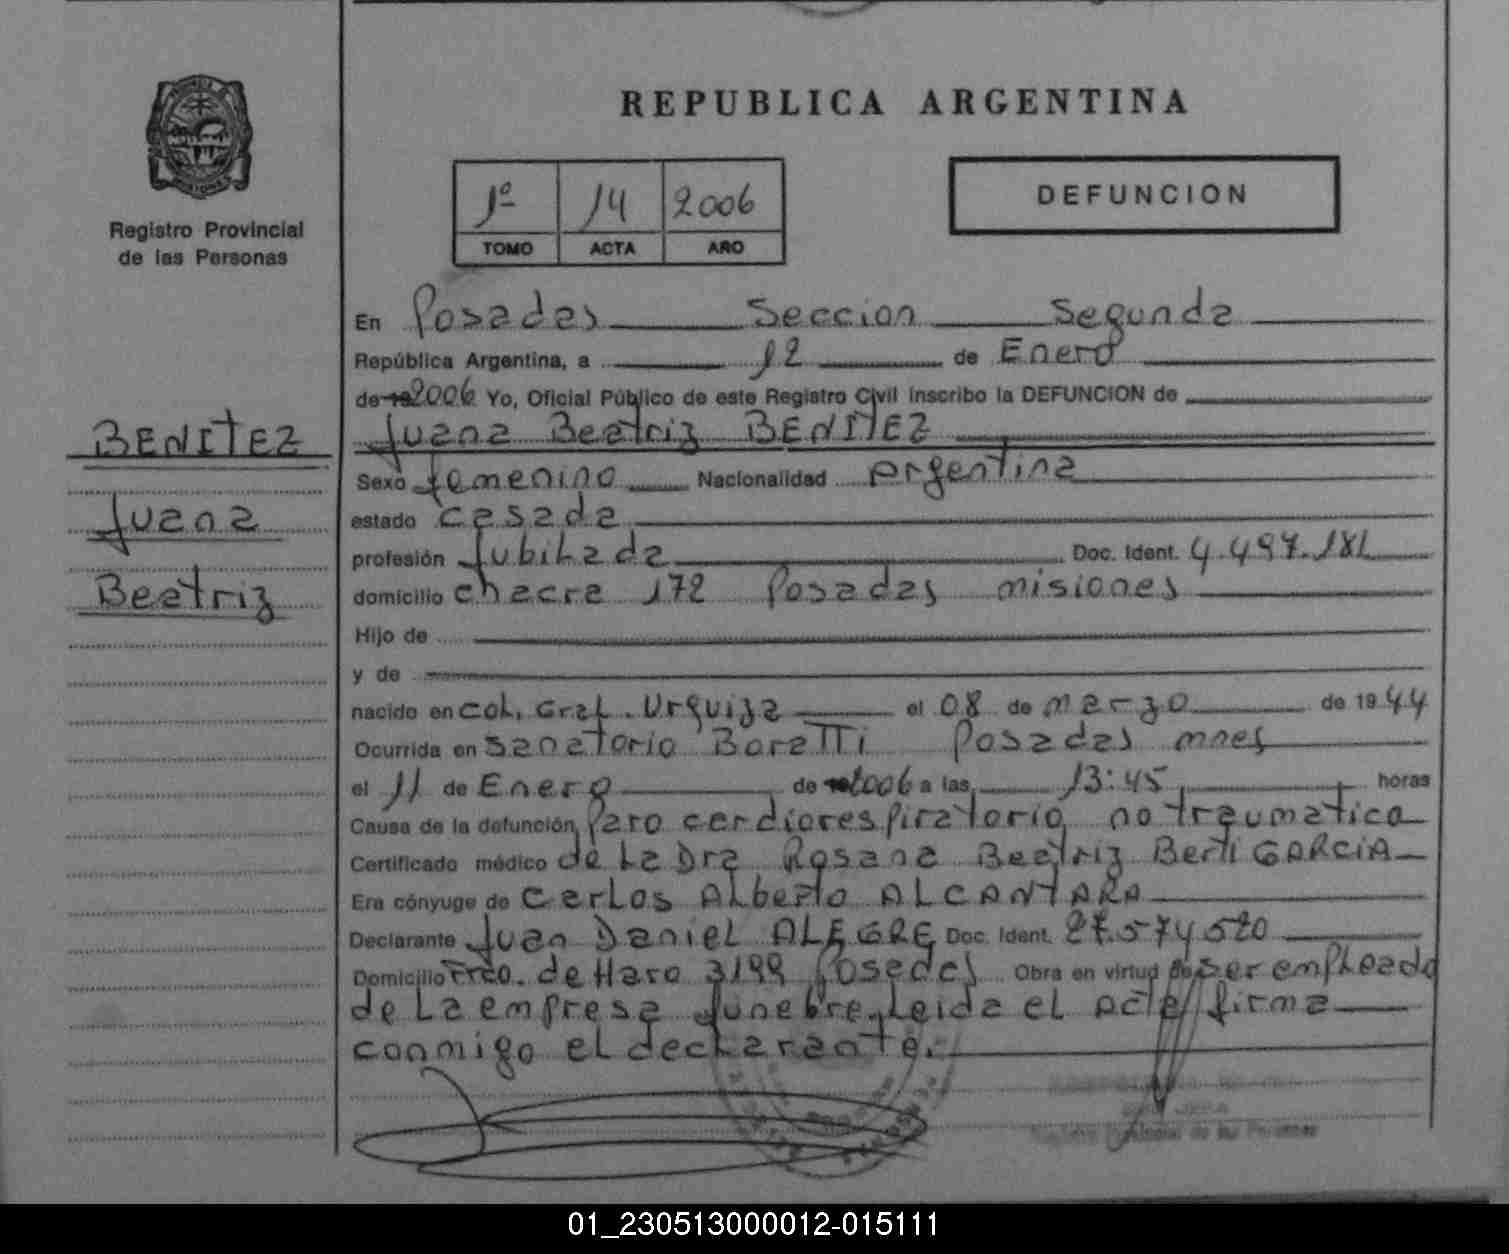 REPUBLICA ARGENTINA
1º 14 2006
TOMO ACTA AÑO
DEFUNCION
Registro Provincial
de las Personas
BENITEZ
Juana
Beatriz
En Posadas Seccion Segunda
República Argentina, a 12 de Enero
de 19 2006 Yo, Oficial Público de este Registro Civil inscribo la DEFUNCION de
Juana Beatriz BENITEZ
Sexo femenino Nacionalidad argentina
estado casada
profesión Jubilada Doc. Ident. 4.497.181
domicilio chacra 172 Posadas misiones
Hijo de
y de
nacido en col. Gral. Urquiza el 08 de marzo de 1944
Ocurrida en Sanatorio Boratti Posadas mnes
el 11 de Enero de 2006 a las 13:45 horas
Causa de la defunción Paro cardiorespiratorio no traumatico
Certificado médico de La Dra Rosana Beatriz Berti GARCIA
Era cónyuge de Carlos Alberto ALCANTARA
Declarante Juan Daniel ALEGRE Doc. Ident. 27.574.520
Domicilio Frco. de Haro 3199 Posadas Obra en virtud de ser empleado
de La empresa funebre. Leida el acta firma
conmigo el declarante.
01_230513000012-015111